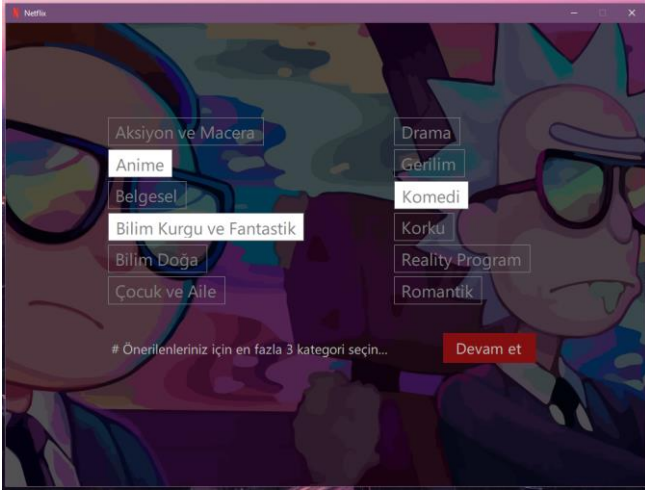 Netflix
Aksiyon ve Macera
Anime
Belgesel
Bilim Kurgu ve Fantastik
Bilim Doğa
Çocuk ve Aile
Drama
Gerilim
Komedi
Korku
Reality Program
Romantik
# Önerilenleriniz için en fazla 3 kategori seçin...
Devam et